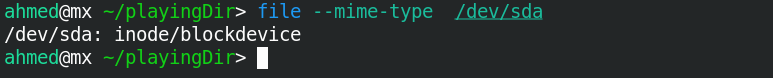 ahmed@mx ~/playingDir> file --mime-type  /dev/sda
/dev/sda: inode/blockdevice
ahmed@mx ~/playingDir>